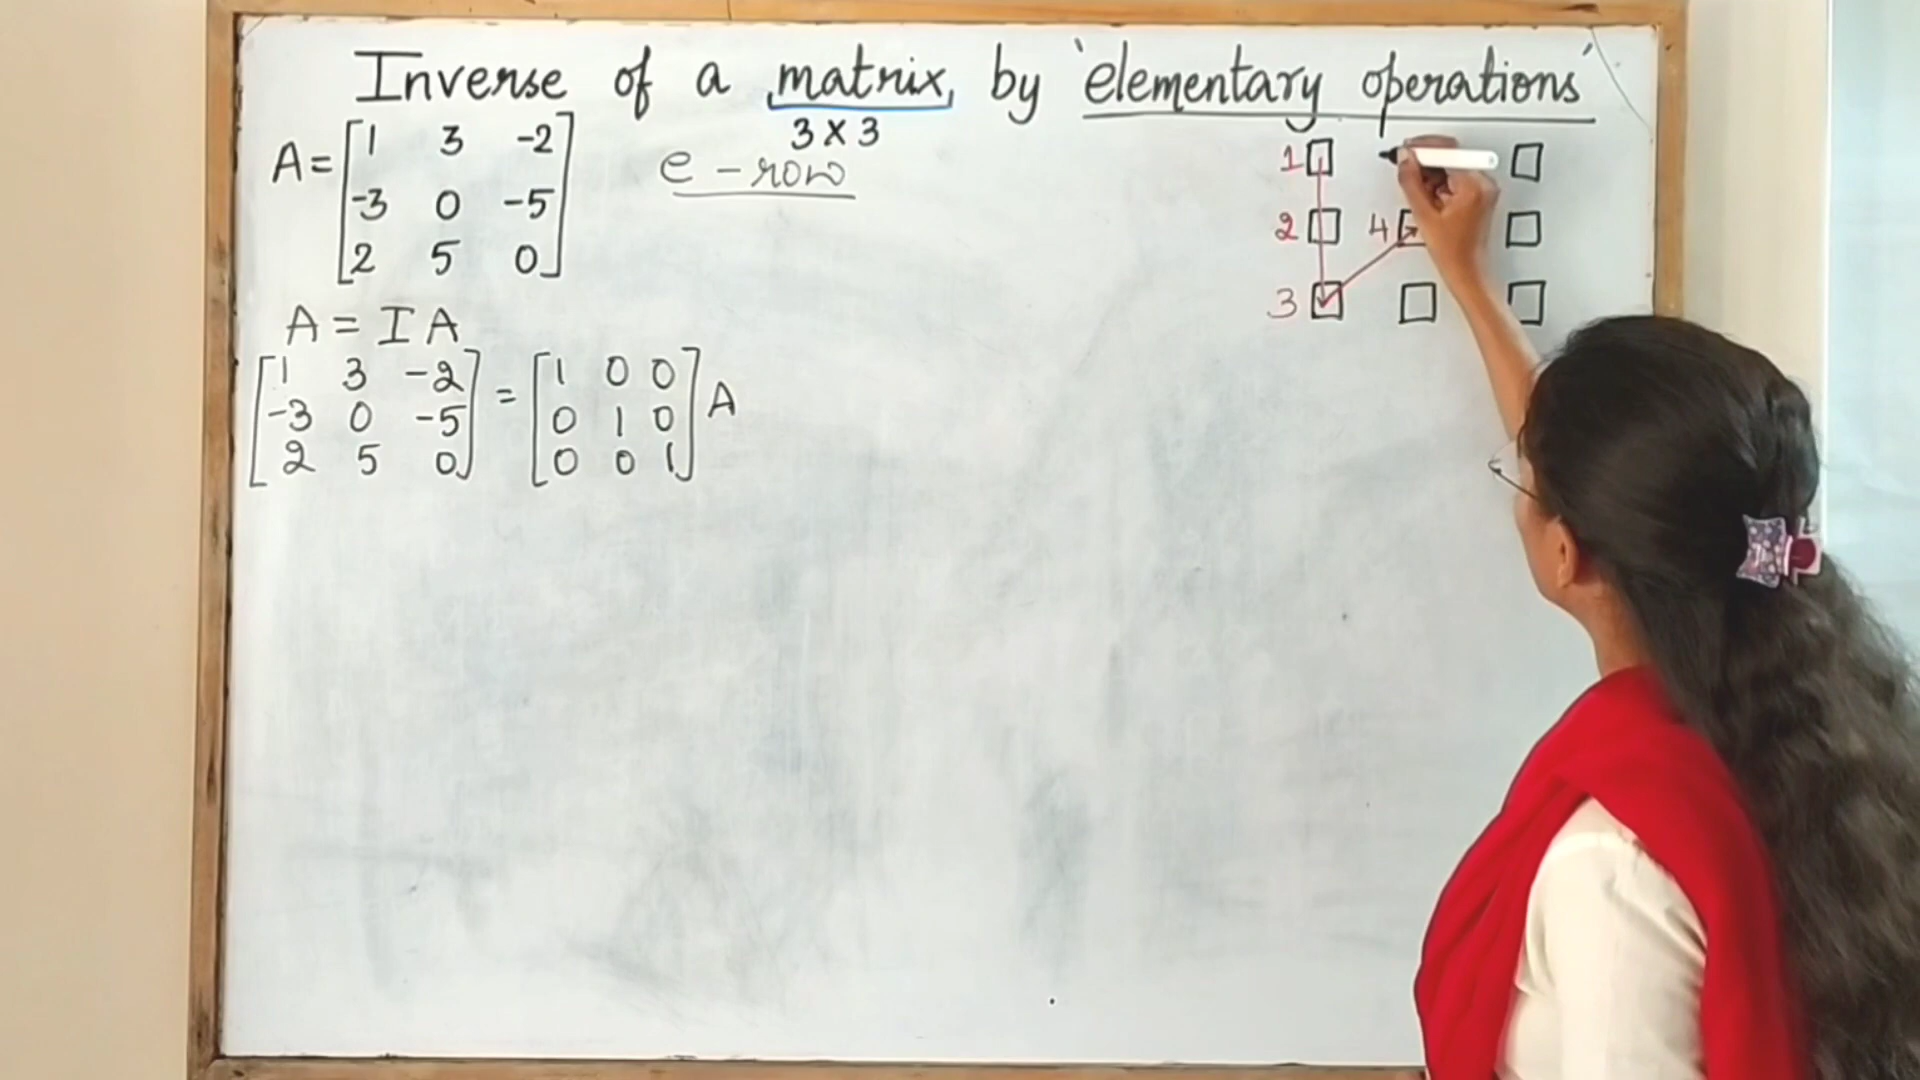 Inverse of a matrix by 'elementary operations'
3 x 3
A = [1 3 -2
-3 0 -5
2 5 0]
e - row
1
2 4
3
A = I A
[1 3 -2 = [1 0 0
-3 0 -5 0 1 0
2 5 0] 0 0 1] A